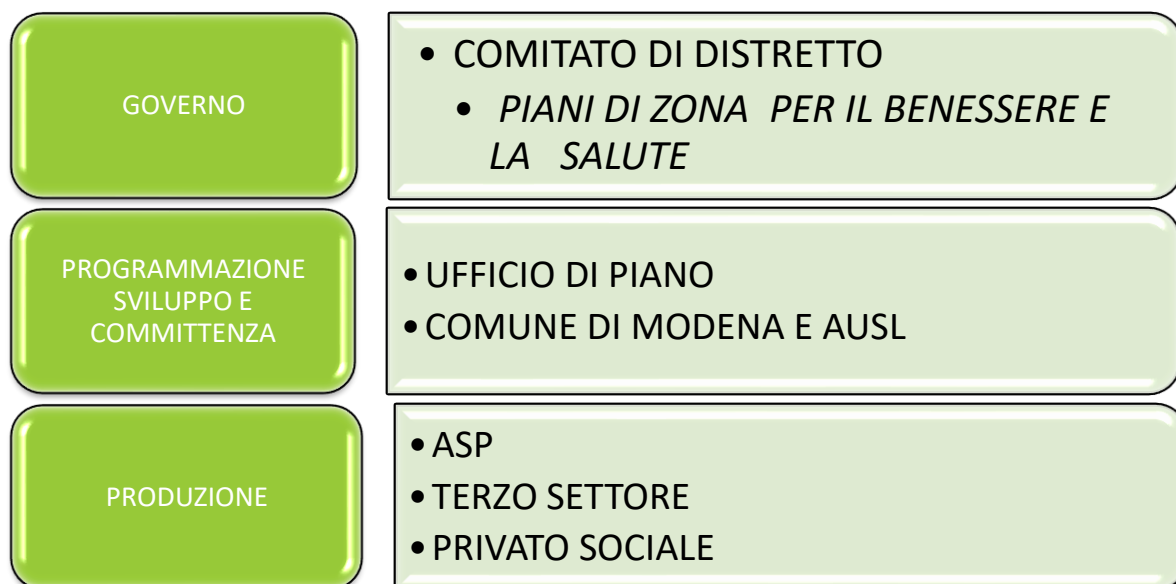 GOVERNO
• COMITATO DI DISTRETTO
• PIANI DI ZONA PER IL BENESSERE E
LA SALUTE
PROGRAMMAZIONE
SVILUPPO E
COMMITTENZA
• UFFICIO DI PIANO
• COMUNE DI MODENA E AUSL
PRODUZIONE
• ASP
• TERZO SETTORE
• PRIVATO SOCIALE